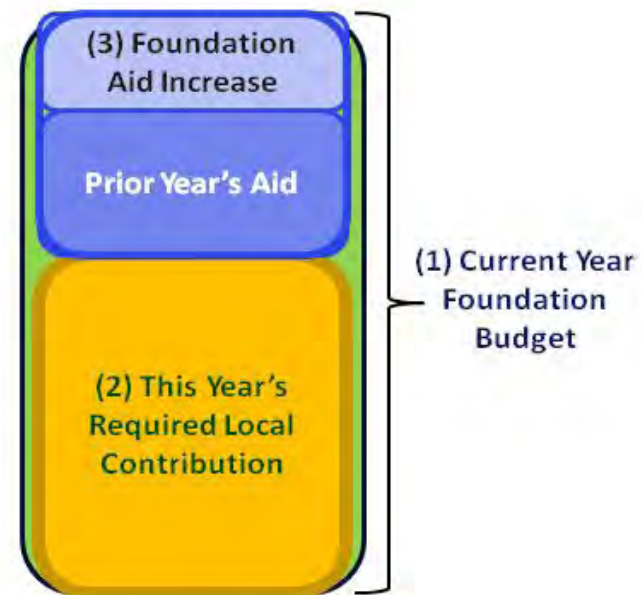 (3) Foundation
Aid Increase
Prior Year's Aid
(1) Current Year
Foundation
Budget
(2) This Year's
Required Local
Contribution